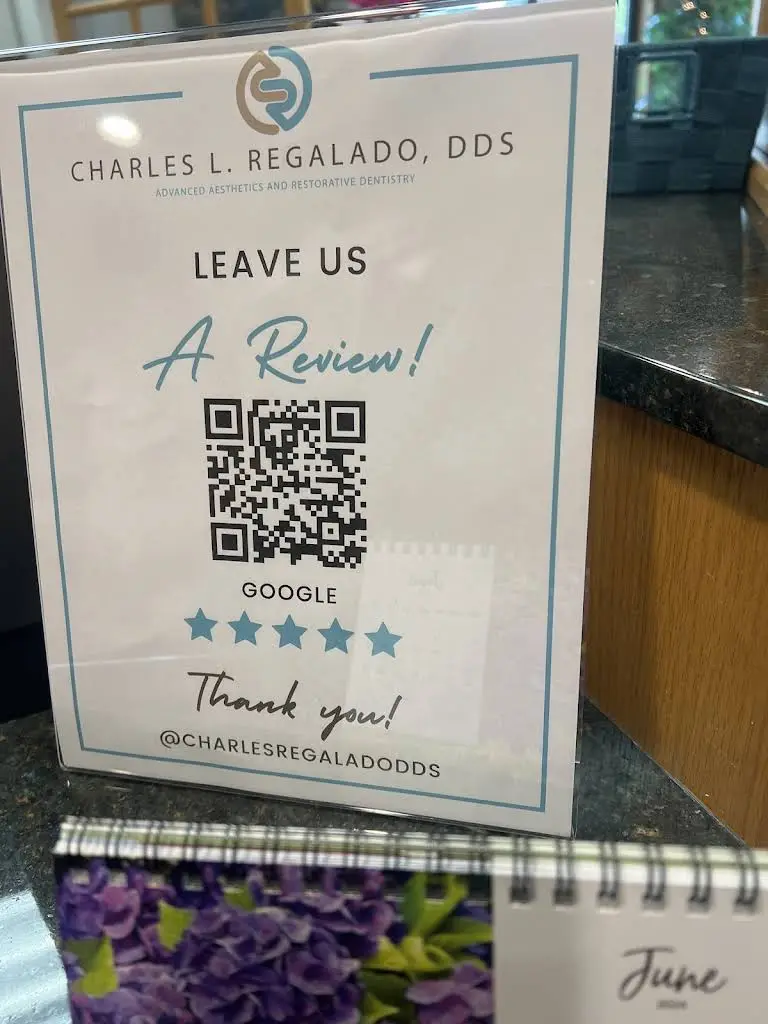 CHARLES L. REGALADO, DDS
ADVANCED AESTHETICS AND RESTORATIVE DENTISTRY
LEAVE US
A Review!
GOOGLE
Thank you!
@CHARLESREGALADODDS
June